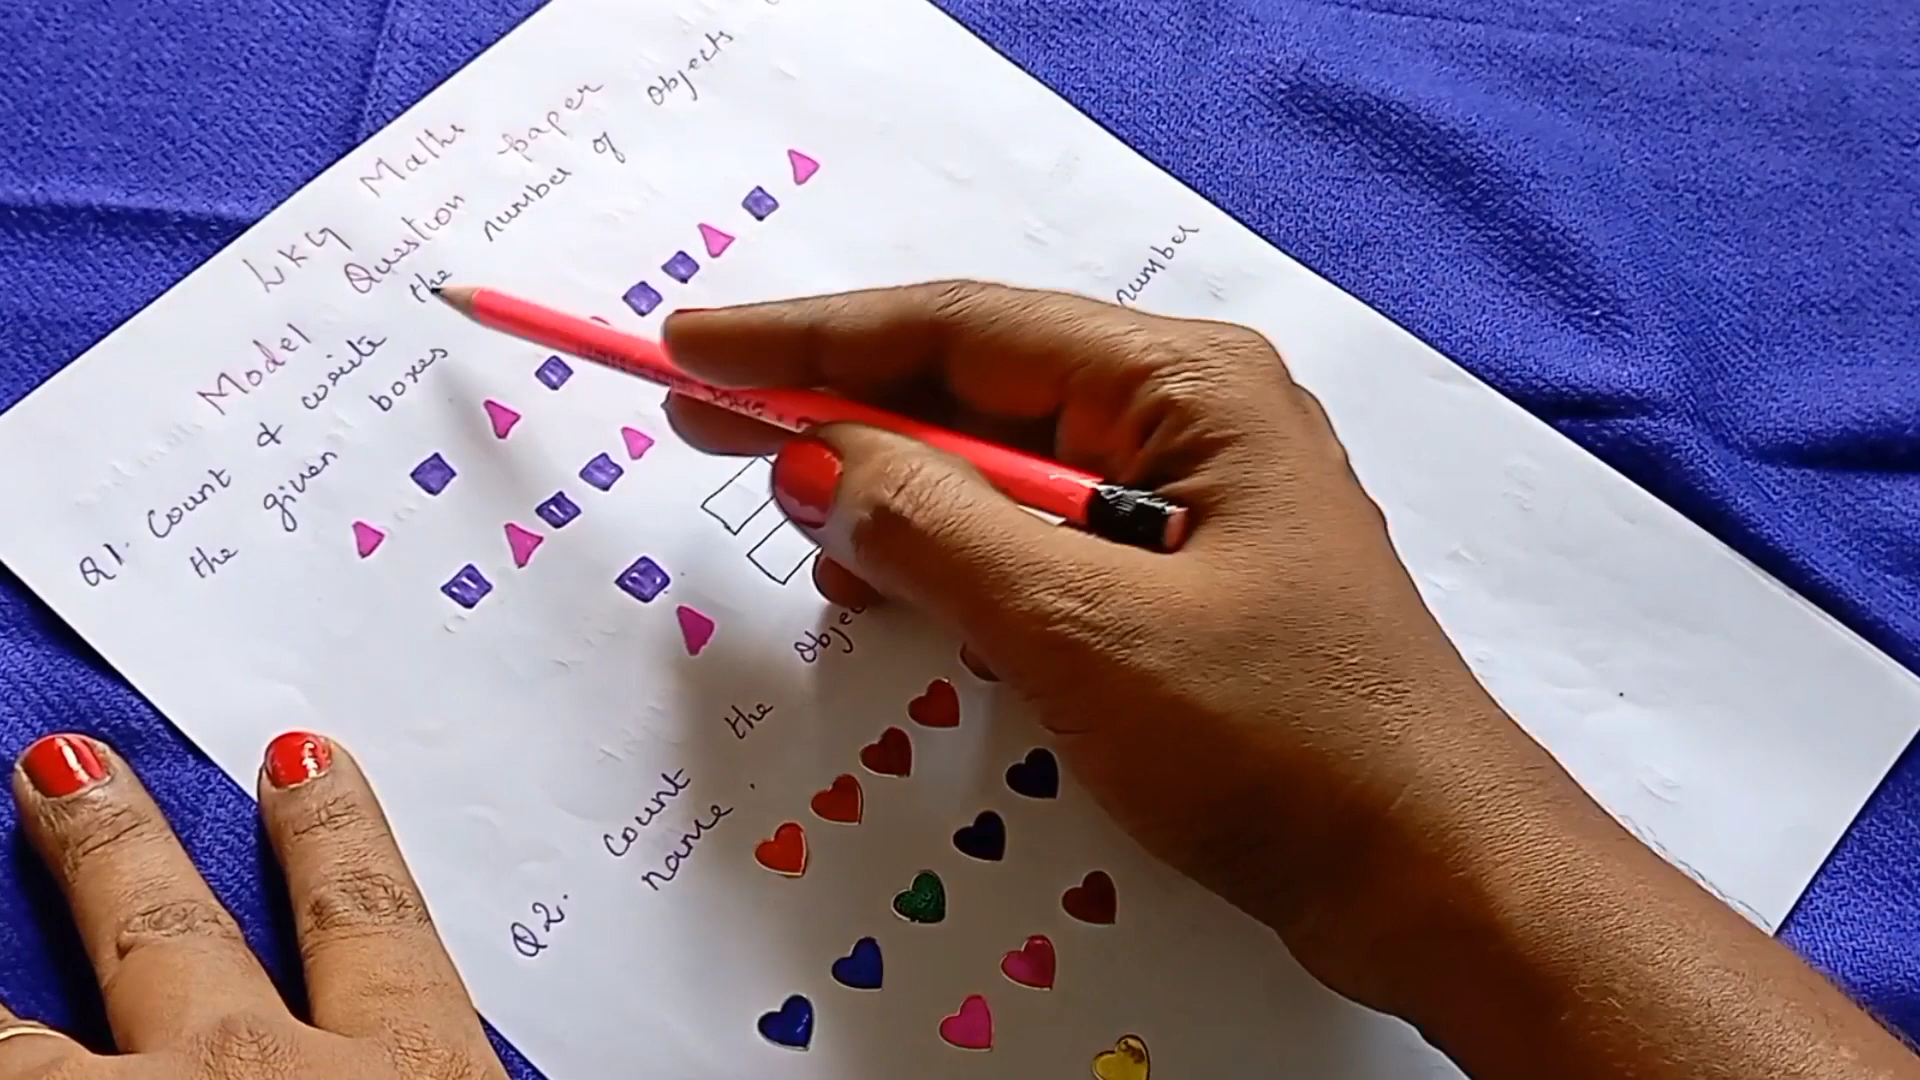 LKG Maths
Model Question paper
Q1. Count & write the number of objects
the given boxes
Q2. Count the number
name.